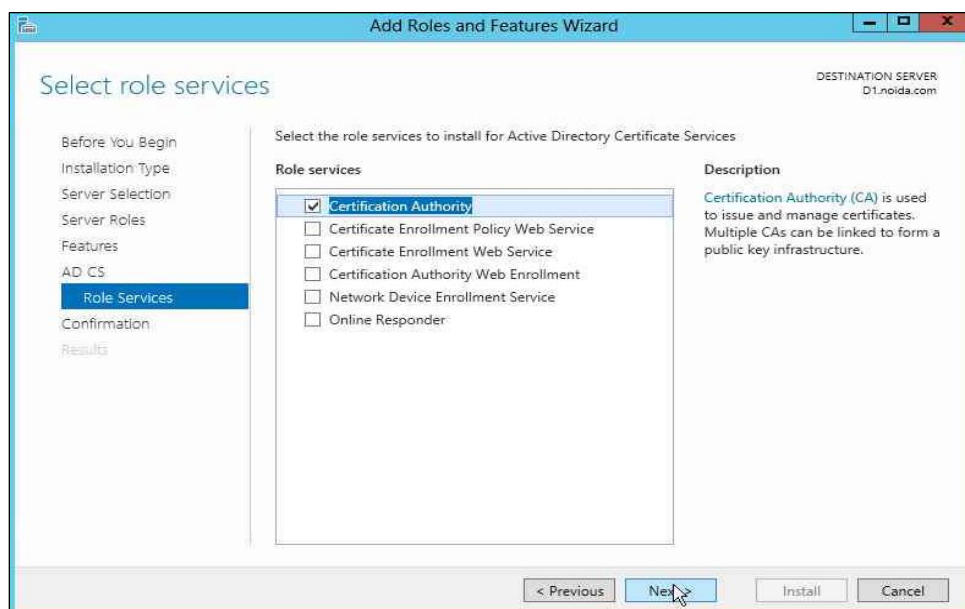 Add Roles and Features Wizard
Select role services
DESTINATION SERVER
D1.noida.com
Before You Begin
Installation Type
Server Selection
Server Roles
Features
AD CS
Role Services
Confirmation
Results
Select the role services to install for Active Directory Certificate Services
Role services
Certification Authority
Certificate Enrollment Policy Web Service
Certificate Enrollment Web Service
Certification Authority Web Enrollment
Network Device Enrollment Service
Online Responder
Description
Certification Authority (CA) is used
to issue and manage certificates.
Multiple CAs can be linked to form a
public key infrastructure.
< Previous
Next >
Install
Cancel